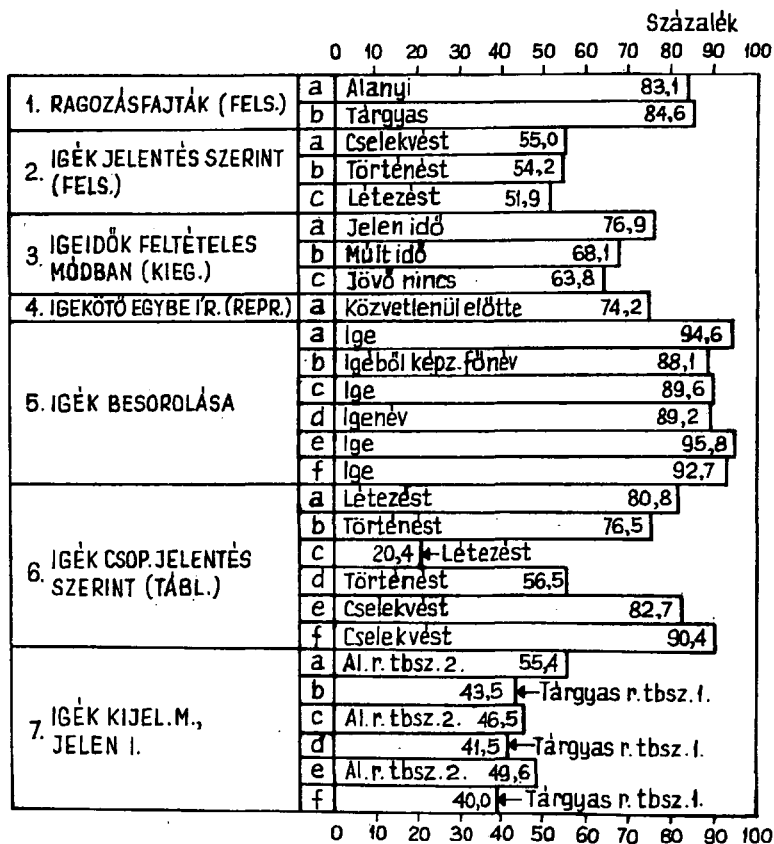 Százalék
0 10 20 30 40 50 60 70 80 90 100
1. RAGOZÁSFAJTÁK (FELS.)
a Alanyi 83,1
b Tárgyas 84,6
2. IGÉK JELENTÉS SZERINT
(FELS.)
a Cselekvést 55,0
b Történést 54,2
c Létezést 51,9
3. IGEIDŐK FELTÉTELES
MÓDBAN (KIEG.)
a Jelen idő 76,9
b Múlt idő 68,1
c Jövő nincs 63,8
4. IGEKÖTŐ EGYBE ÍR. (REPR.) a Közvetlenül előtte 74,2
5. IGÉK BESOROLÁSA
a Ige 94,6
b Igéből képz. főnév 88,1
c Ige 89,6
d Igenév 89,2
e Ige 95,8
f Ige 92,7
6. IGÉK CSOP. JELENTÉS
SZERINT (TÁBL.)
a Létezést 80,8
b Történést 76,5
c 20,4 ← Létezést
d Történést 56,5
e Cselekvést 82,7
f Cselekvést 90,4
7. IGÉK KIJEL. M.,
JELEN I.
a Al. r. tbsz. 2. 55,4
b 43,5 ← Tárgyas r. tbsz. 1.
c Al. r. tbsz. 2. 46,5
d 41,5 ← Tárgyas r. tbsz. 1.
e Al. r. tbsz. 2. 49,6
f 40,0 ← Tárgyas r. tbsz. 1.
0 10 20 30 40 50 60 70 80 90 100